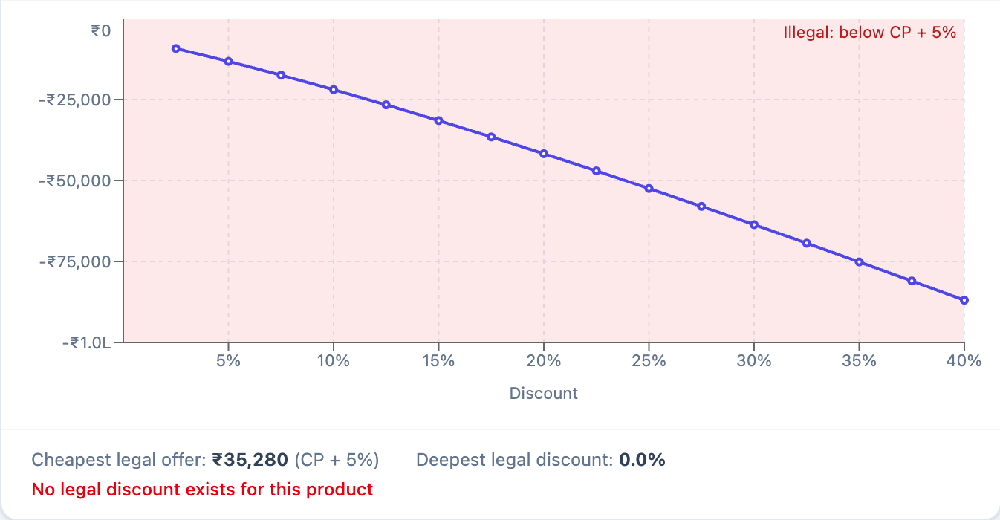 ₹0
Illegal: below CP + 5%
-₹25,000
-₹50,000
-₹75,000
-₹1.0L
5% 10% 15% 20% 25% 30% 35% 40%
Discount
Cheapest legal offer: ₹35,280 (CP + 5%) Deepest legal discount: 0.0%
No legal discount exists for this product